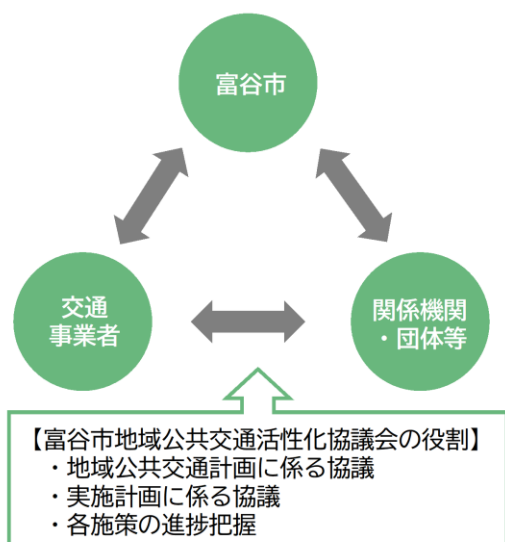 富谷市
交通
事業者
関係機関
・団体等
【富谷市地域公共交通活性化協議会の役割】
・地域公共交通計画に係る協議
・実施計画に係る協議
・各施策の進捗把握